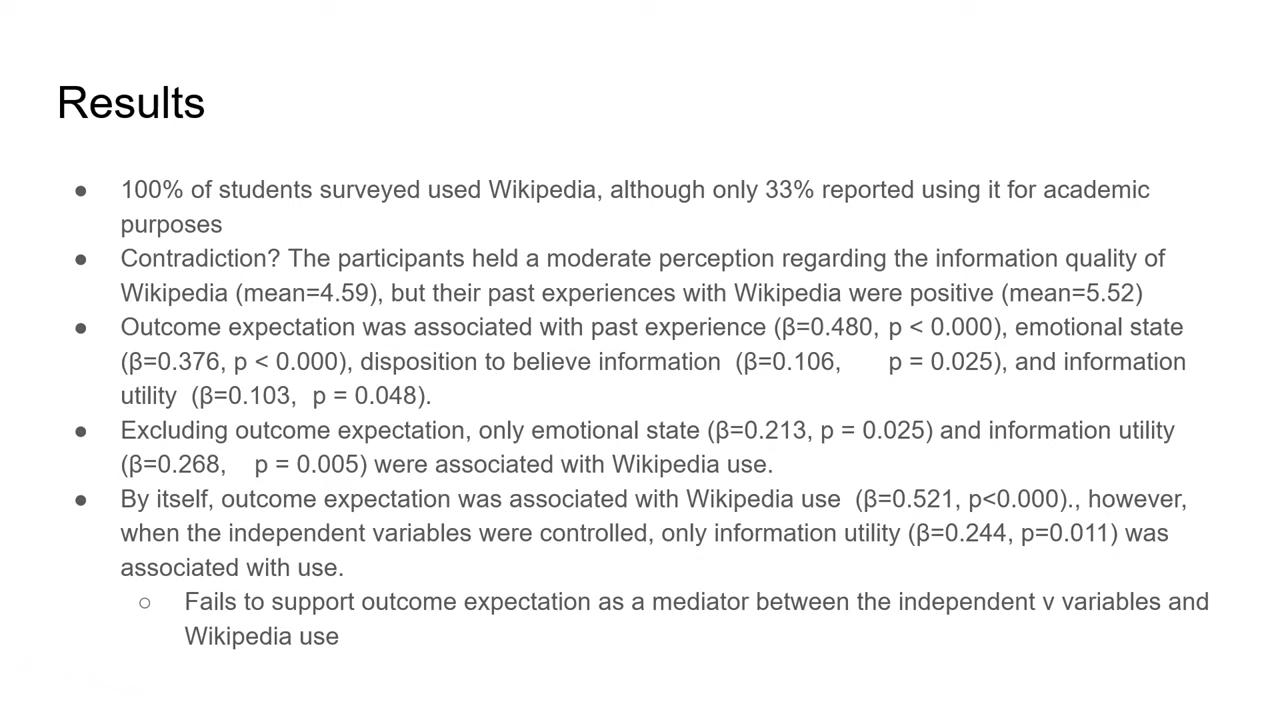 Results
● 100% of students surveyed used Wikipedia, although only 33% reported using it for academic
purposes
● Contradiction? The participants held a moderate perception regarding the information quality of
Wikipedia (mean=4.59), but their past experiences with Wikipedia were positive (mean=5.52)
● Outcome expectation was associated with past experience (β=0.480, p < 0.000), emotional state
(β=0.376, p < 0.000), disposition to believe information (β=0.106, p = 0.025), and information
utility (β=0.103, p = 0.048).
● Excluding outcome expectation, only emotional state (β=0.213, p = 0.025) and information utility
(β=0.268, p = 0.005) were associated with Wikipedia use.
● By itself, outcome expectation was associated with Wikipedia use (β=0.521, p<0.000)., however,
when the independent variables were controlled, only information utility (β=0.244, p=0.011) was
associated with use.
○ Fails to support outcome expectation as a mediator between the independent v variables and
Wikipedia use